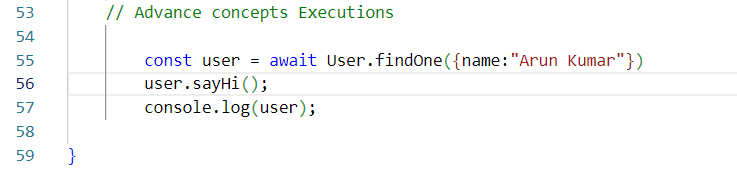 53 // Advance concepts Executions
54
55 const user = await User.findOne({name:"Arun Kumar"})
56 user.sayHi();
57 console.log(user);
58
59 }